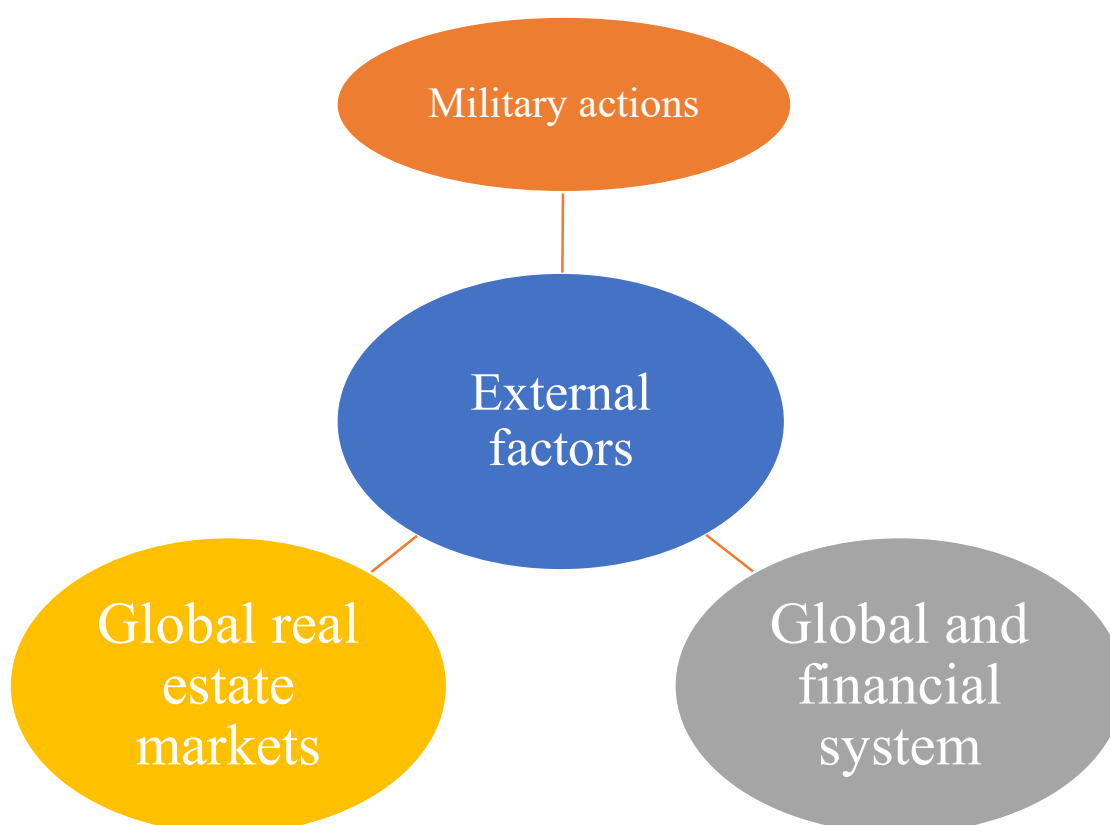 Military actions
External
factors
Global real
estate
markets
Global and
financial
system